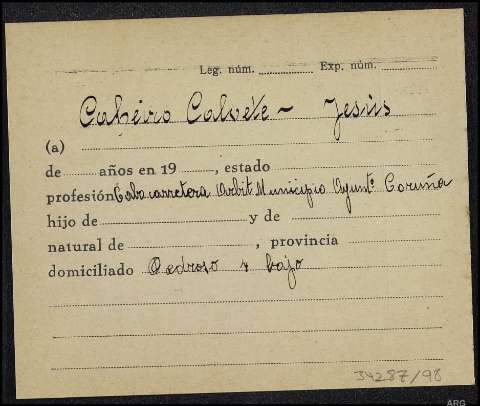 Leg. núm. Exp. núm.
Cabeiro Calvete - Jesús
(a)
de años en 19 , estado
profesión Cabo carretera Arbit. Municipio Ayunt.º Coruña
hijo de y de
natural de , provincia
domiciliado Pedroso 4 bajo
34287/98
ARG